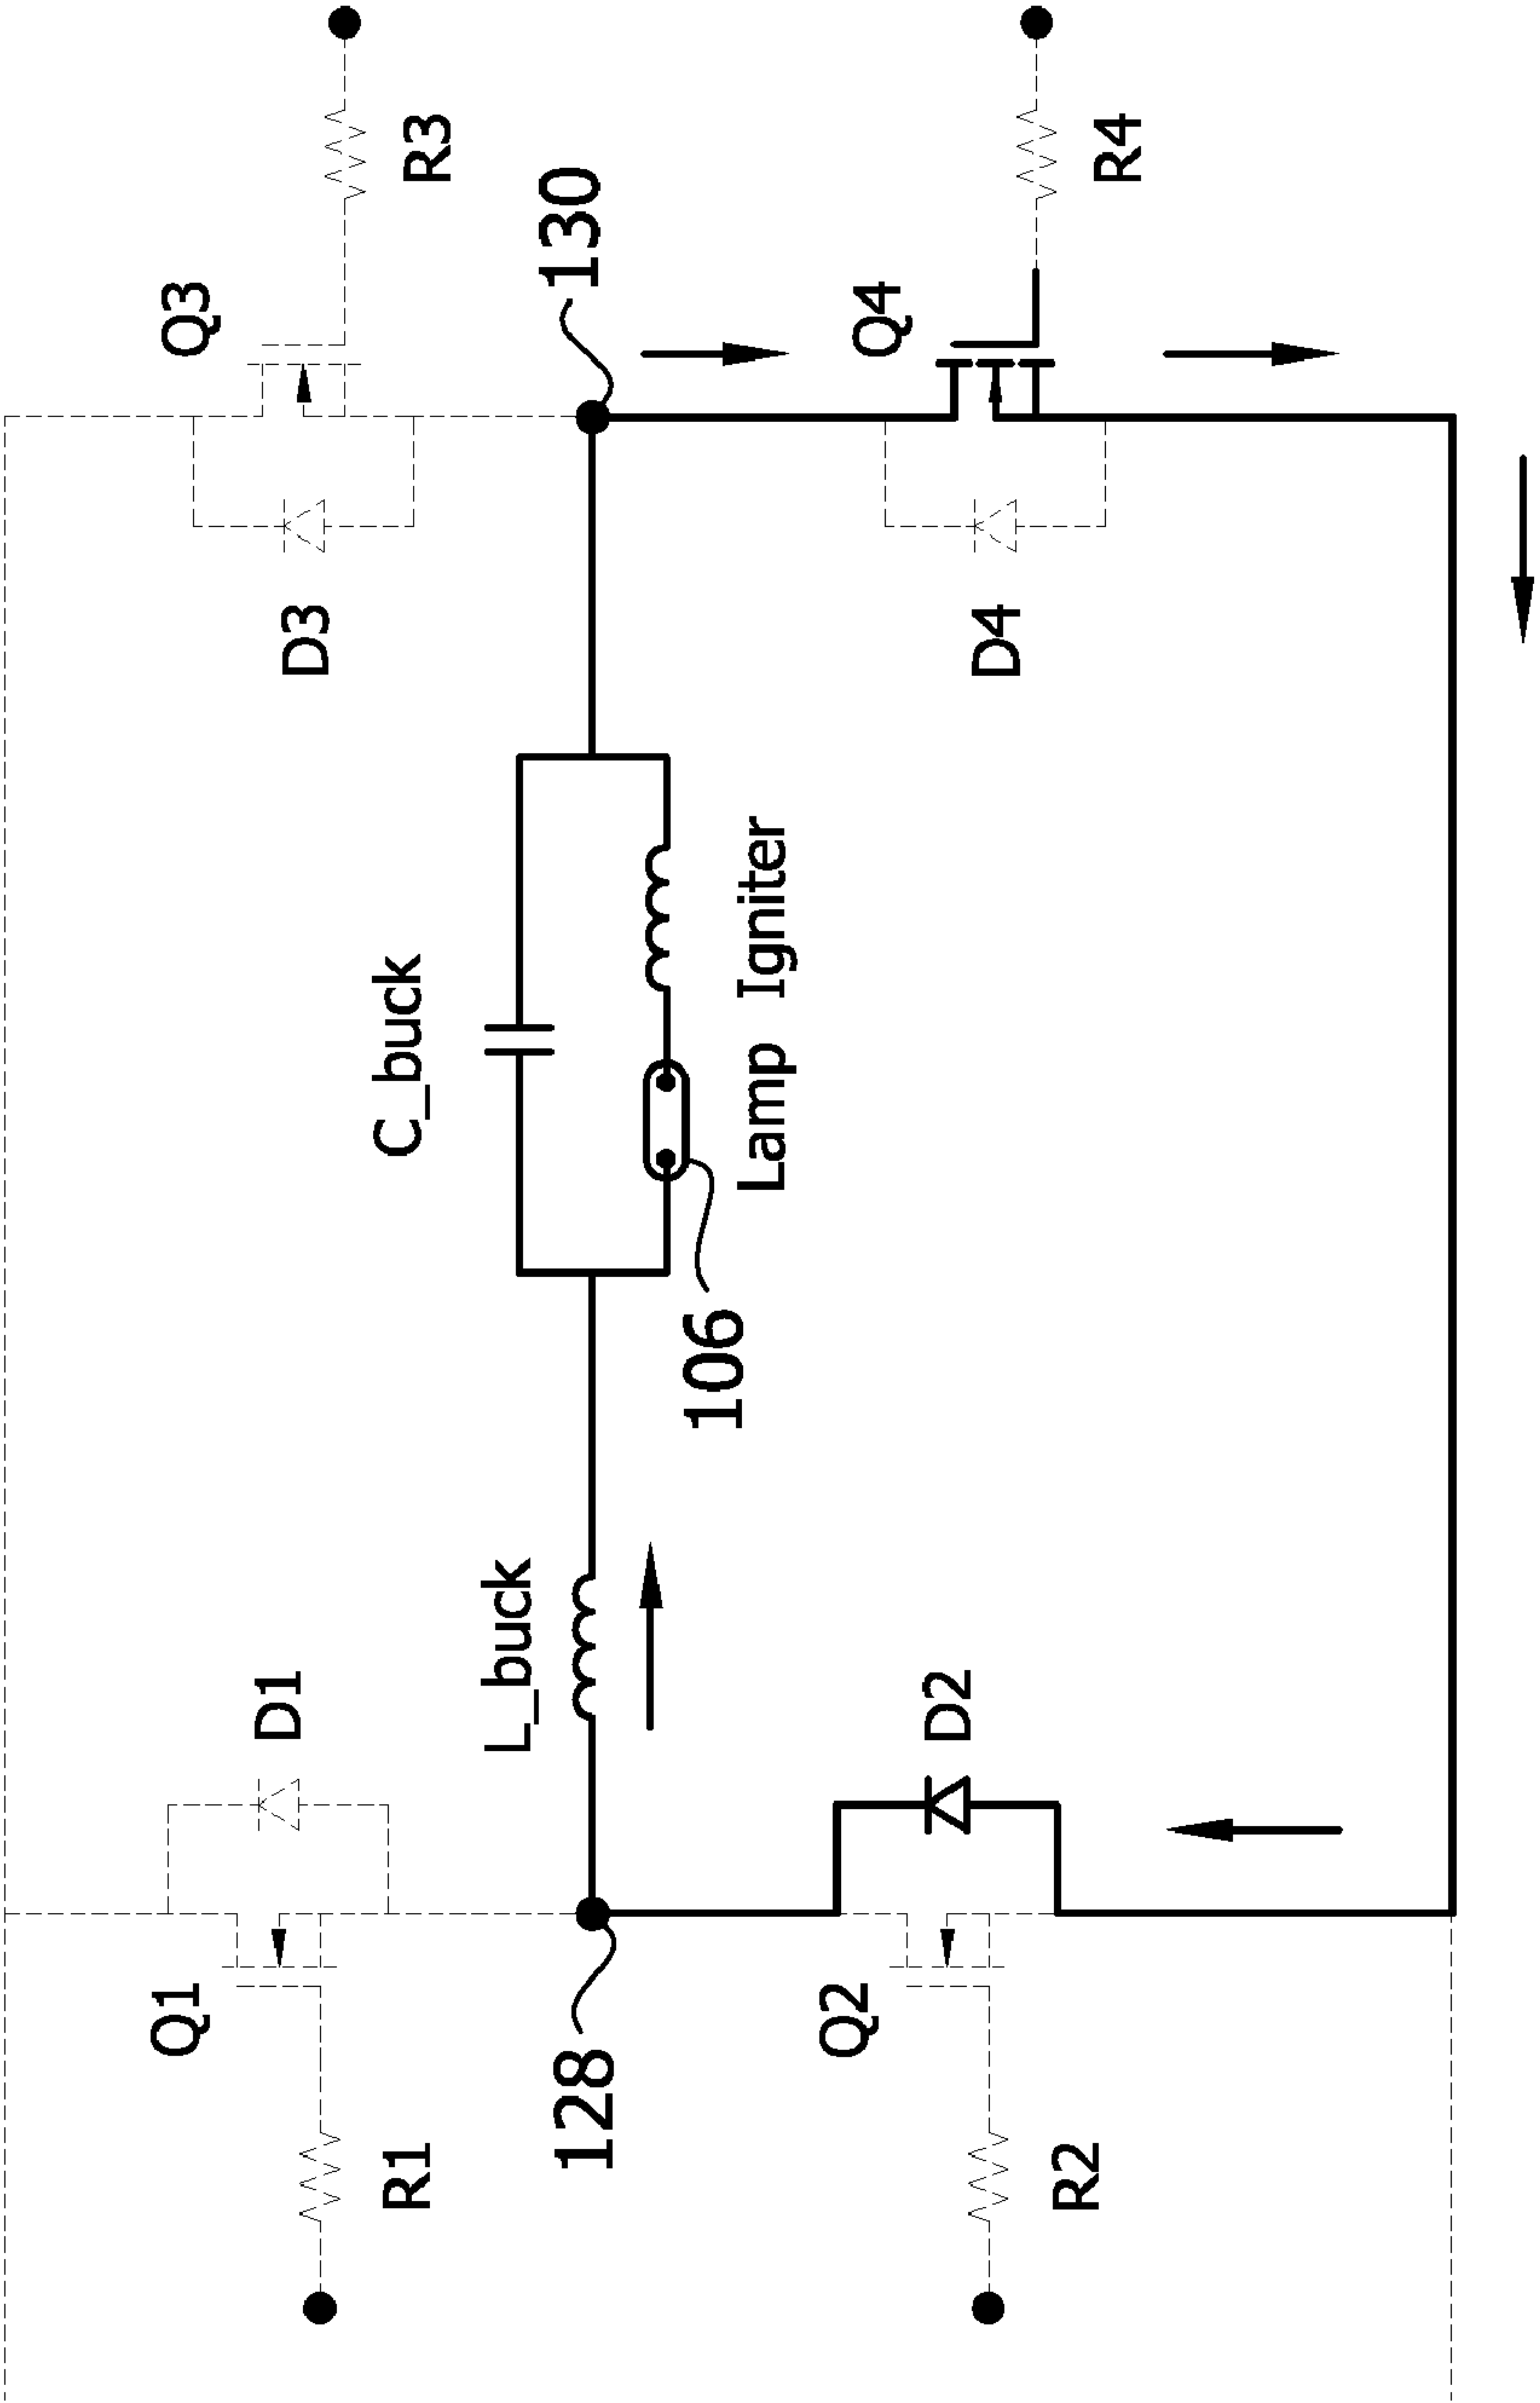 Q1
D1
R1
D3
Q3
R3
L_buck
C_buck
128
130
106
Lamp Igniter
Q2
D2
R2
D4
Q4
R4